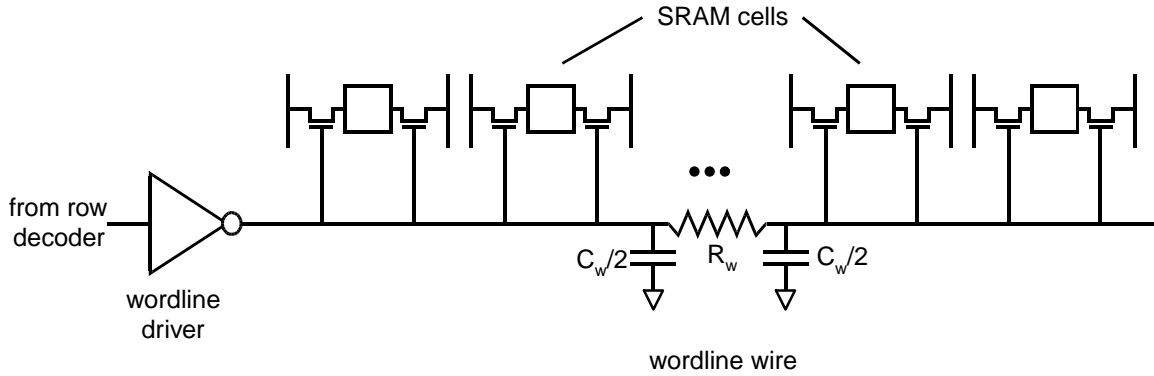 SRAM cells
from row
decoder
C_w/2
R_w
C_w/2
wordline
driver
wordline wire